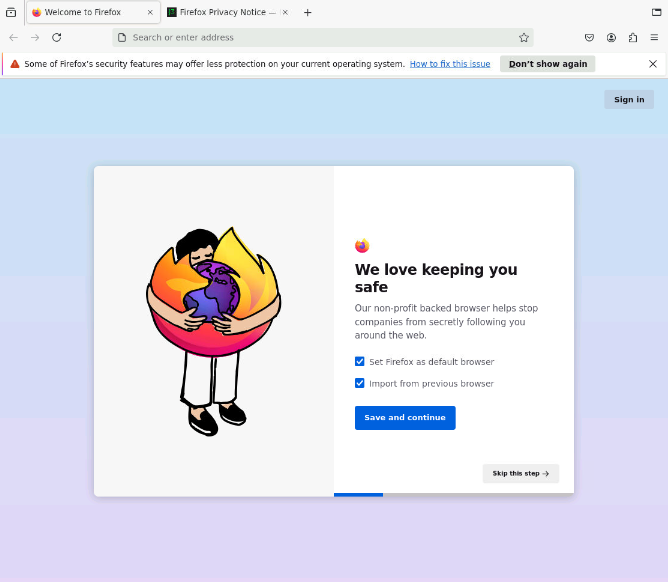 Welcome to Firefox
Firefox Privacy Notice —
Search or enter address
Some of Firefox's security features may offer less protection on your current operating system. How to fix this issue
Don't show again
Sign in
We love keeping you
safe
Our non-profit backed browser helps stop
companies from secretly following you
around the web.
Set Firefox as default browser
Import from previous browser
Save and continue
Skip this step